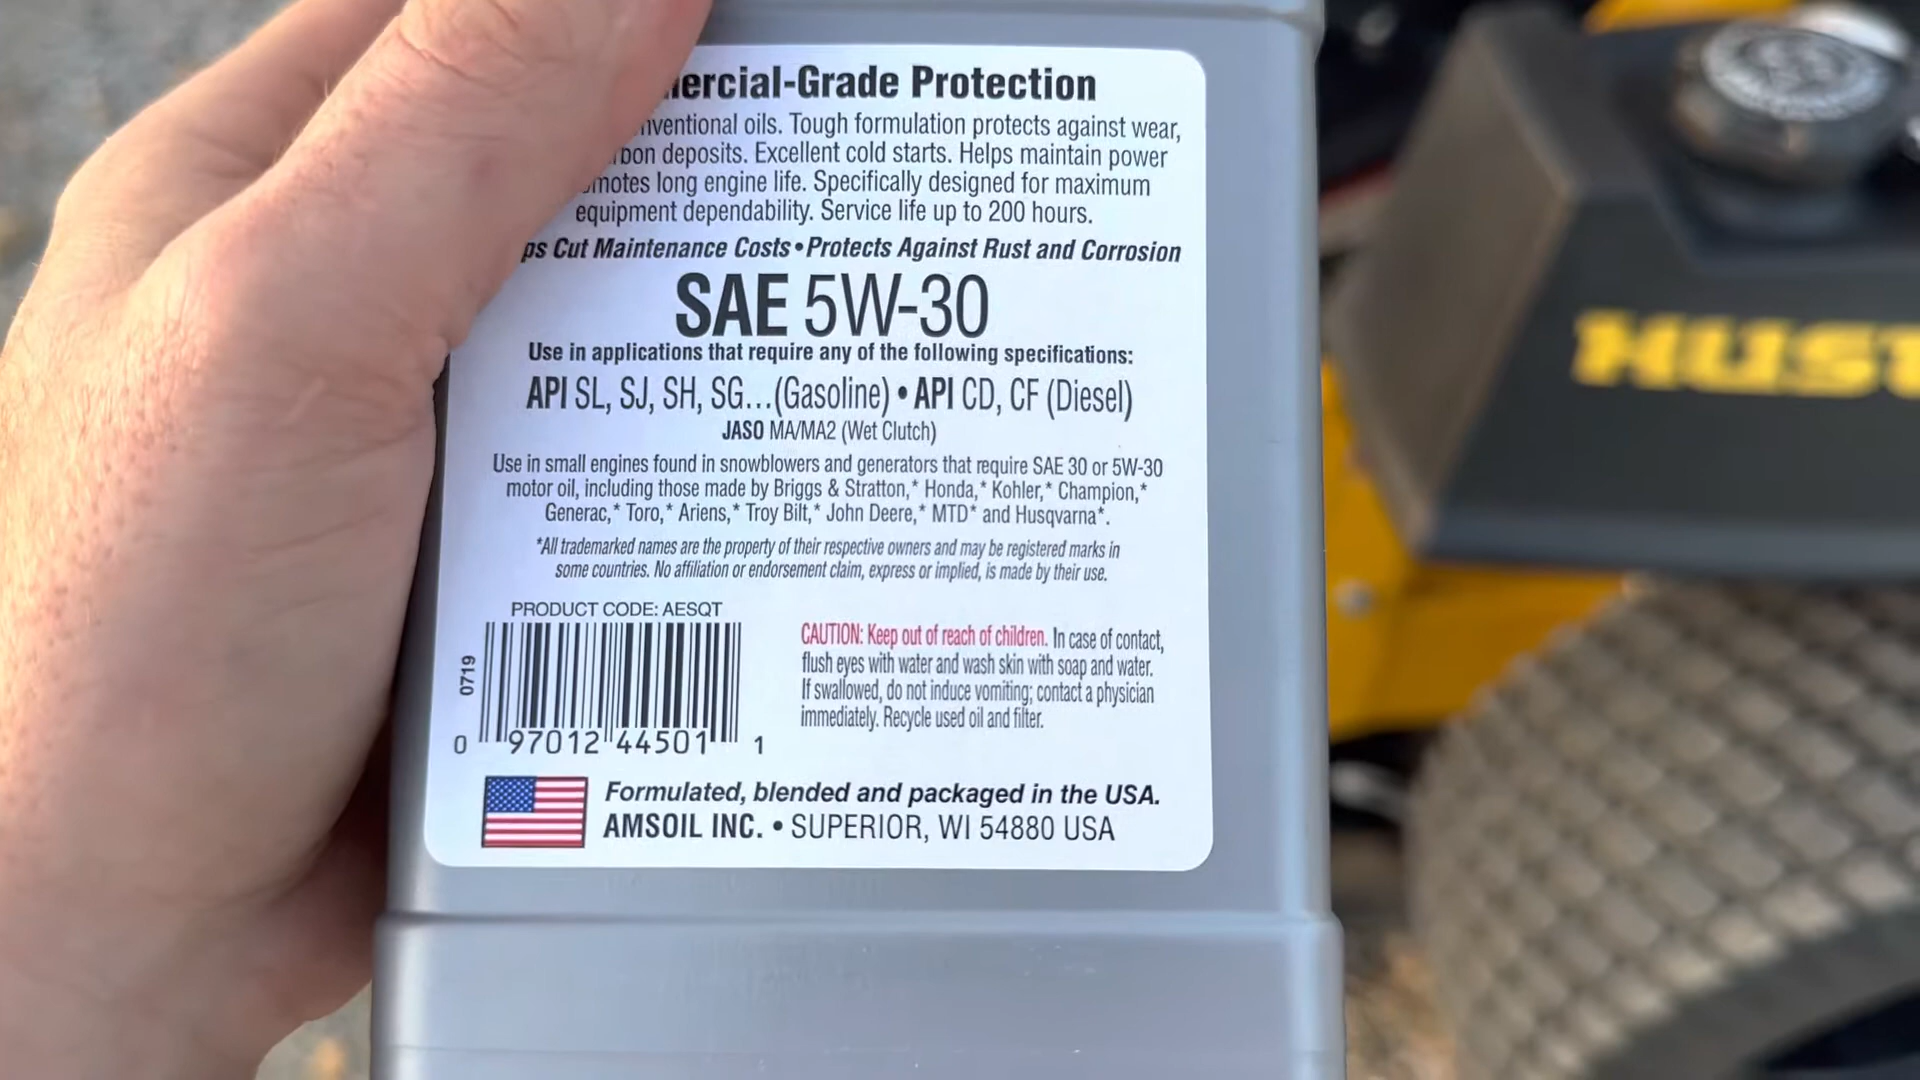 Protection
oils. Tough formulation protects against wear,
deposits. Excellent cold starts. Helps maintain power
long engine life. Specifically designed for maximum
equipment dependability. Service life up to 200 hours.
Cut Maintenance Costs • Protects Against Rust and Corrosion
SAE 5W-30
Use in applications that require any of the following specifications:
API SL, SJ, SH, SG...(Gasoline) • API CD, CF (Diesel)
JASO MA/MA2 (Wet Clutch)
Use in small engines found in snowblowers and generators that require SAE 30 or 5W-30
motor oil, including those made by Briggs & Stratton,* Honda,* Kohler,* Champion,*
Generac,* Toro,* Ariens,* Troy Bilt,* John Deere,* MTD* and Husqvarna*.
*All trademarked names are the property of their respective owners and may be registered marks in
some countries. No affiliation or endorsement claim, express or implied, is made by their use.
PRODUCT CODE: AESQT
0719
0 97012 44501 1
CAUTION: Keep out of reach of children. In case of contact,
flush eyes with water and wash skin with soap and water.
If swallowed, do not induce vomiting; contact a physician
immediately. Recycle used oil and filter.
Formulated, blended and packaged in the USA.
AMSOIL INC. • SUPERIOR, WI 54880 USA
HUST